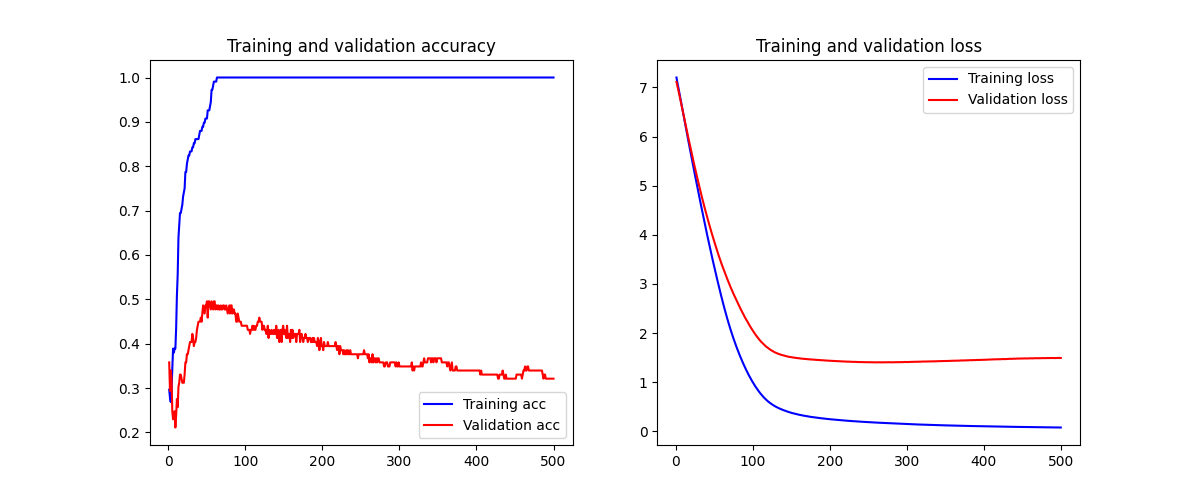 Training and validation accuracy
1.0
0.9
0.8
0.7
0.6
0.5
0.4
0.3
0.2
0 100 200 300 400 500
Training acc
Validation acc
Training and validation loss
7
6
5
4
3
2
1
0
0 100 200 300 400 500
Training loss
Validation loss